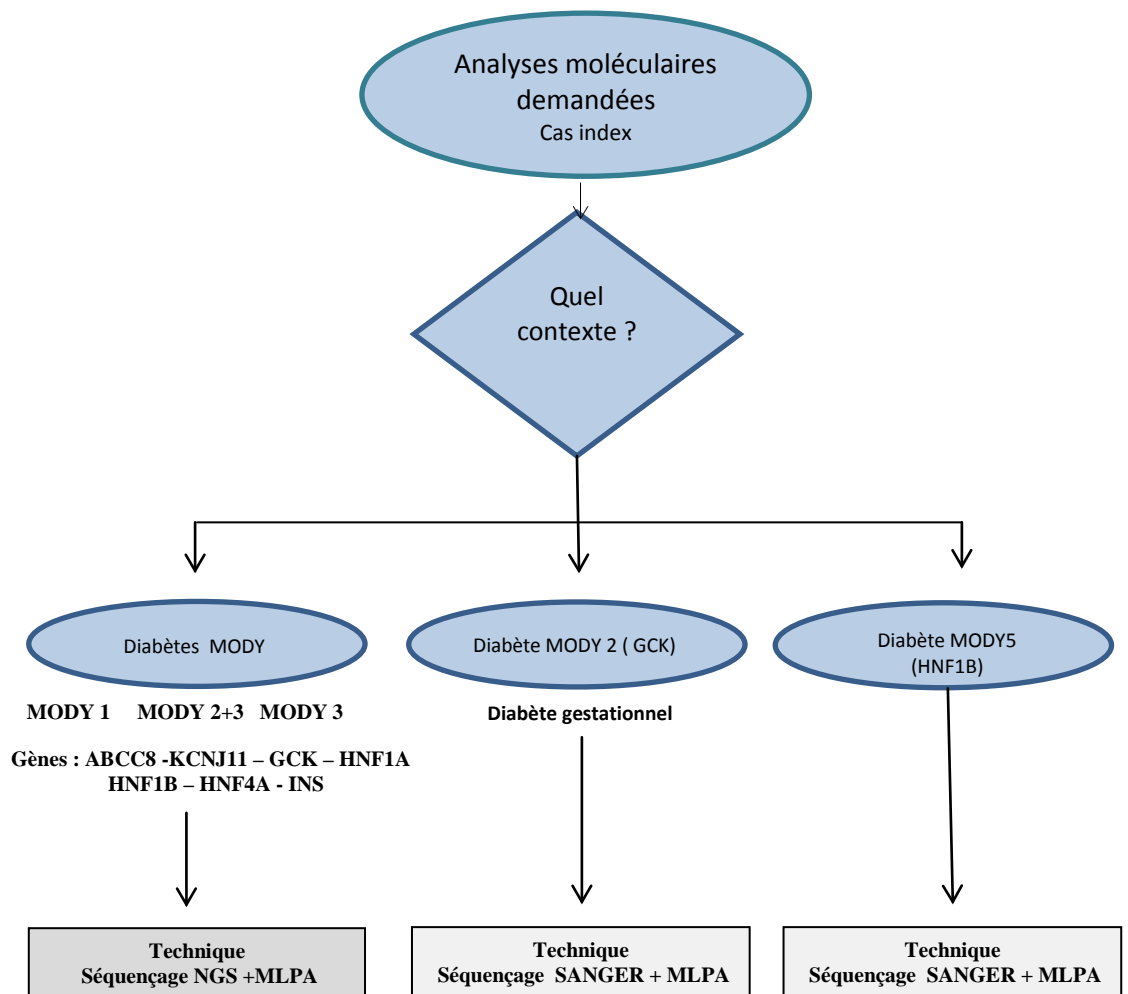 Analyses moléculaires
demandées
Cas index
Quel
contexte ?
Diabètes MODY
MODY 1 MODY 2+3 MODY 3
Gènes : ABCC8 -KCNJ11 – GCK – HNF1A
HNF1B – HNF4A - INS
Technique
Séquençage NGS +MLPA
Diabète MODY 2 ( GCK)
Diabète gestationnel
Technique
Séquençage SANGER + MLPA
Diabète MODY5
(HNF1B)
Technique
Séquençage SANGER + MLPA